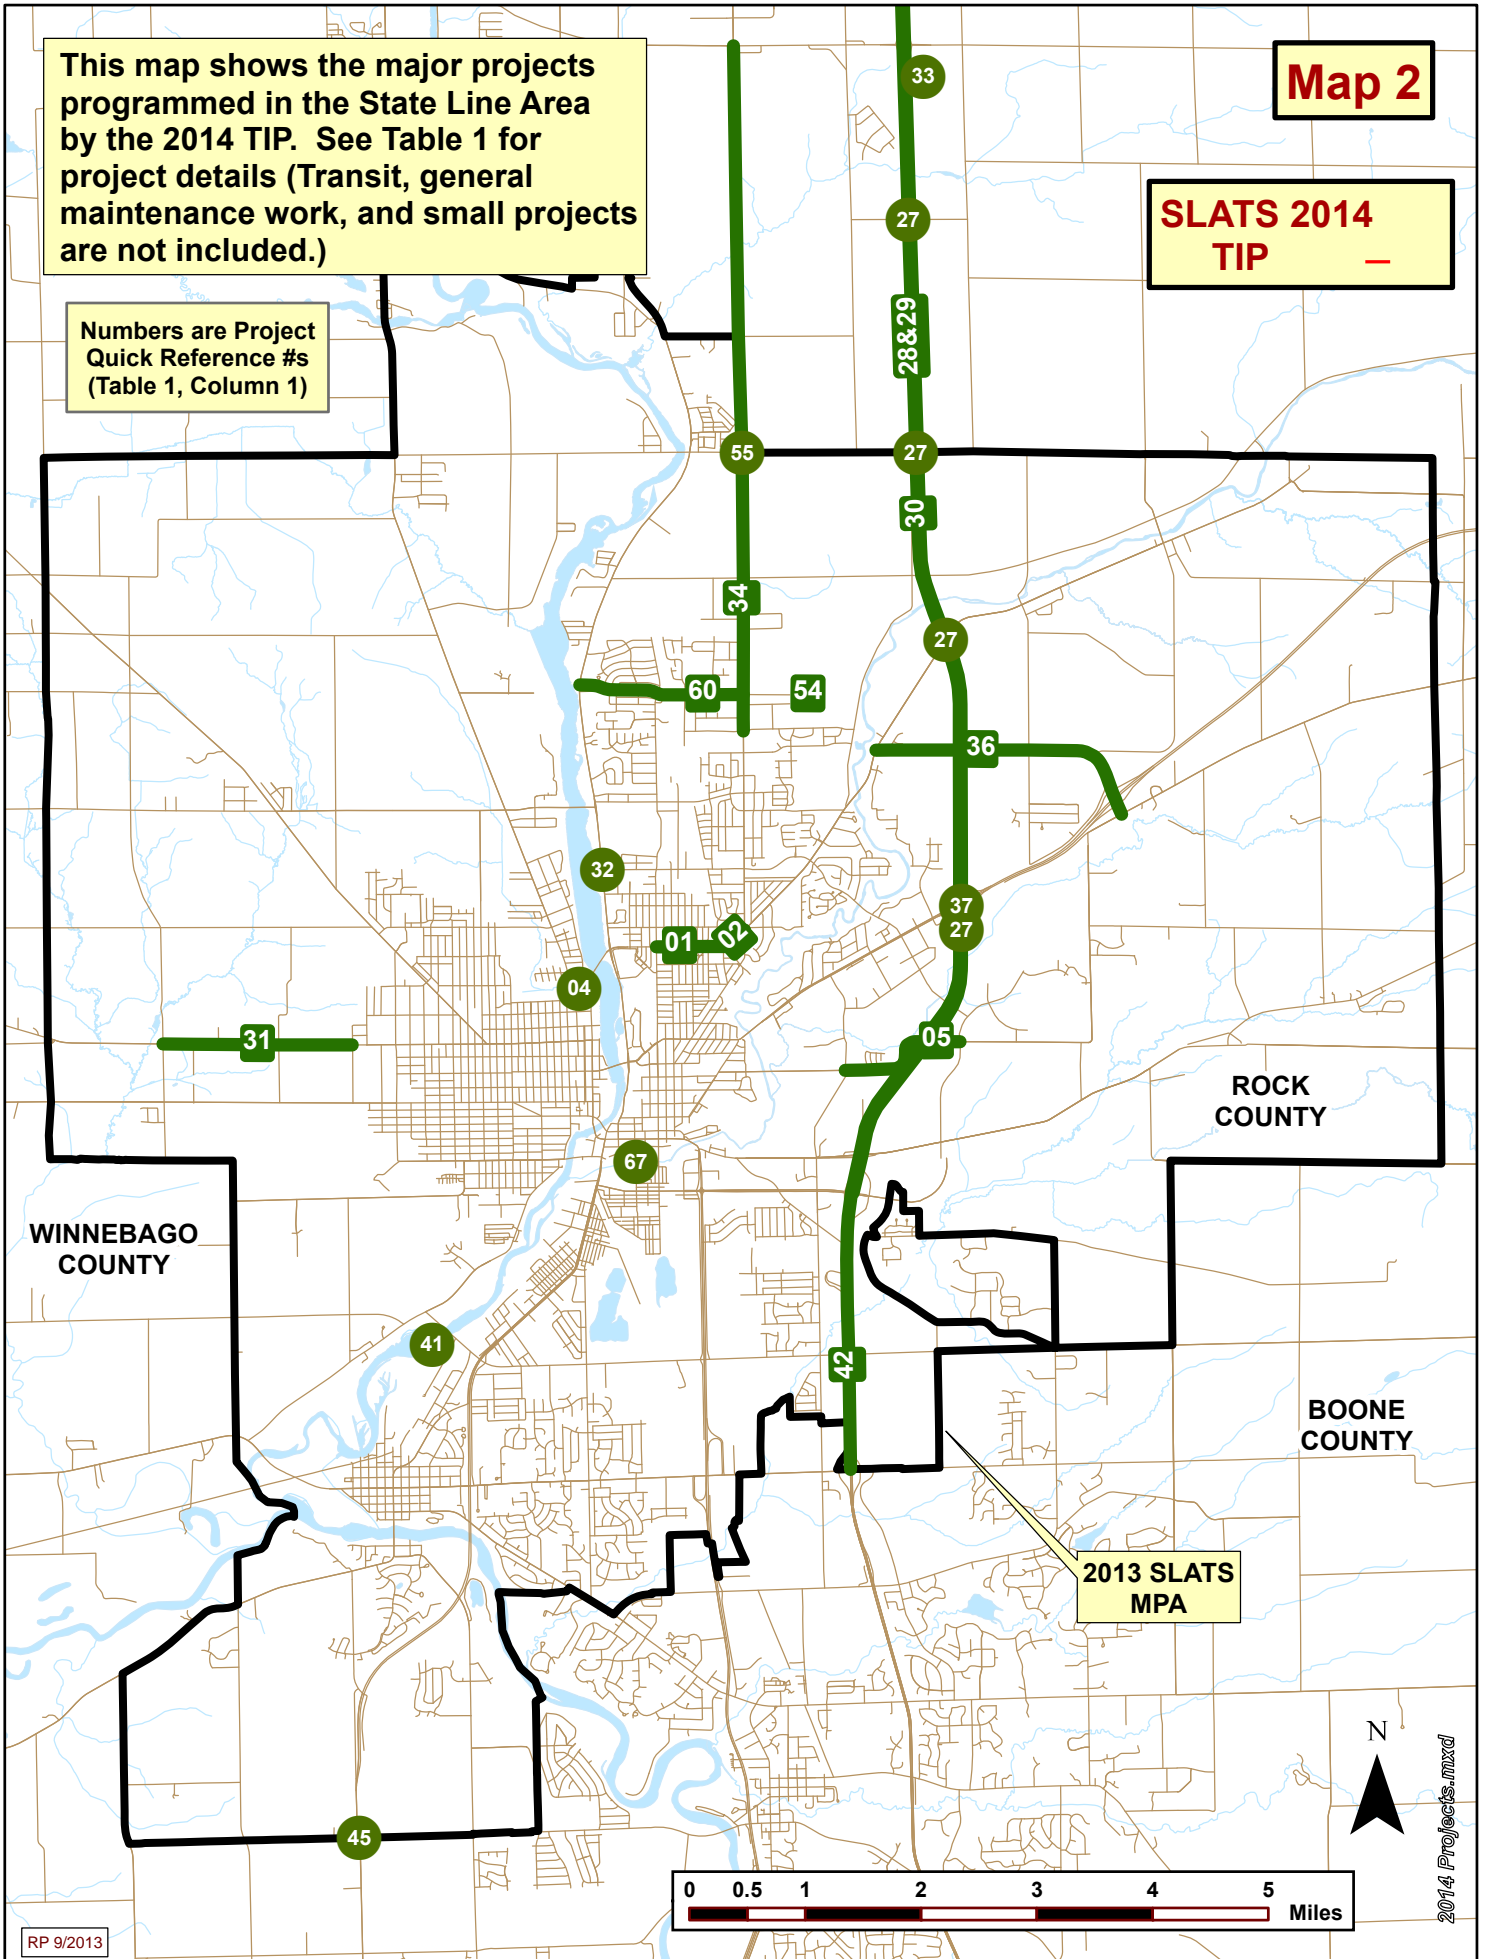 This map shows the major projects
programmed in the State Line Area
by the 2014 TIP.  See Table 1 for
project details (Transit, general
maintenance work, and small projects
are not included.)
Map 2
SLATS 2014
TIP _
Numbers are Project
Quick Reference #s
(Table 1, Column 1)
33
27
28&29
55
27
30
34
27
60
54
36
32
37
27
01
02
04
31
05
ROCK
COUNTY
67
WINNEBAGO
COUNTY
41
42
BOONE
COUNTY
2013 SLATS
MPA
45
N
0 0.5 1 2 3 4 5
Miles
2014 Projects.mxd
RP 9/2013